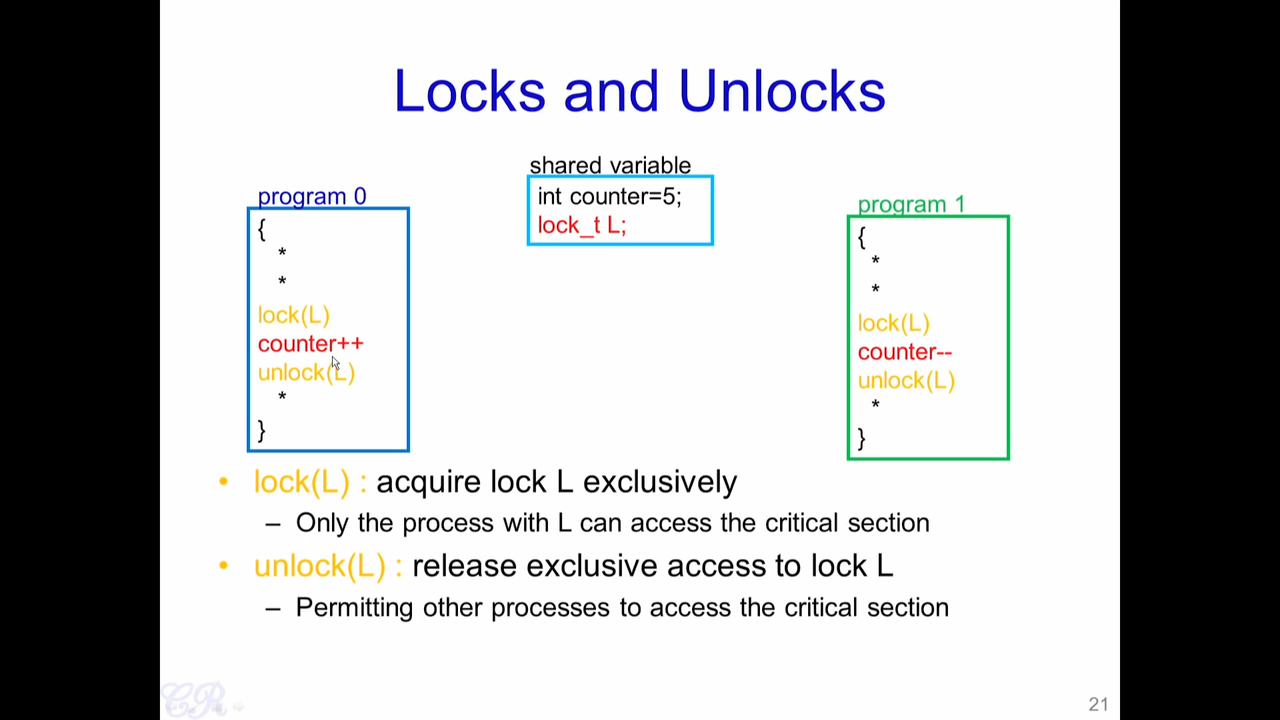 Locks and Unlocks
shared variable
int counter=5;
lock_t L;
program 0
{
*
*
lock(L)
counter++
unlock(L)
*
}
program 1
{
*
*
lock(L)
counter--
unlock(L)
*
}
• lock(L) : acquire lock L exclusively
– Only the process with L can access the critical section
• unlock(L) : release exclusive access to lock L
– Permitting other processes to access the critical section
CR
21